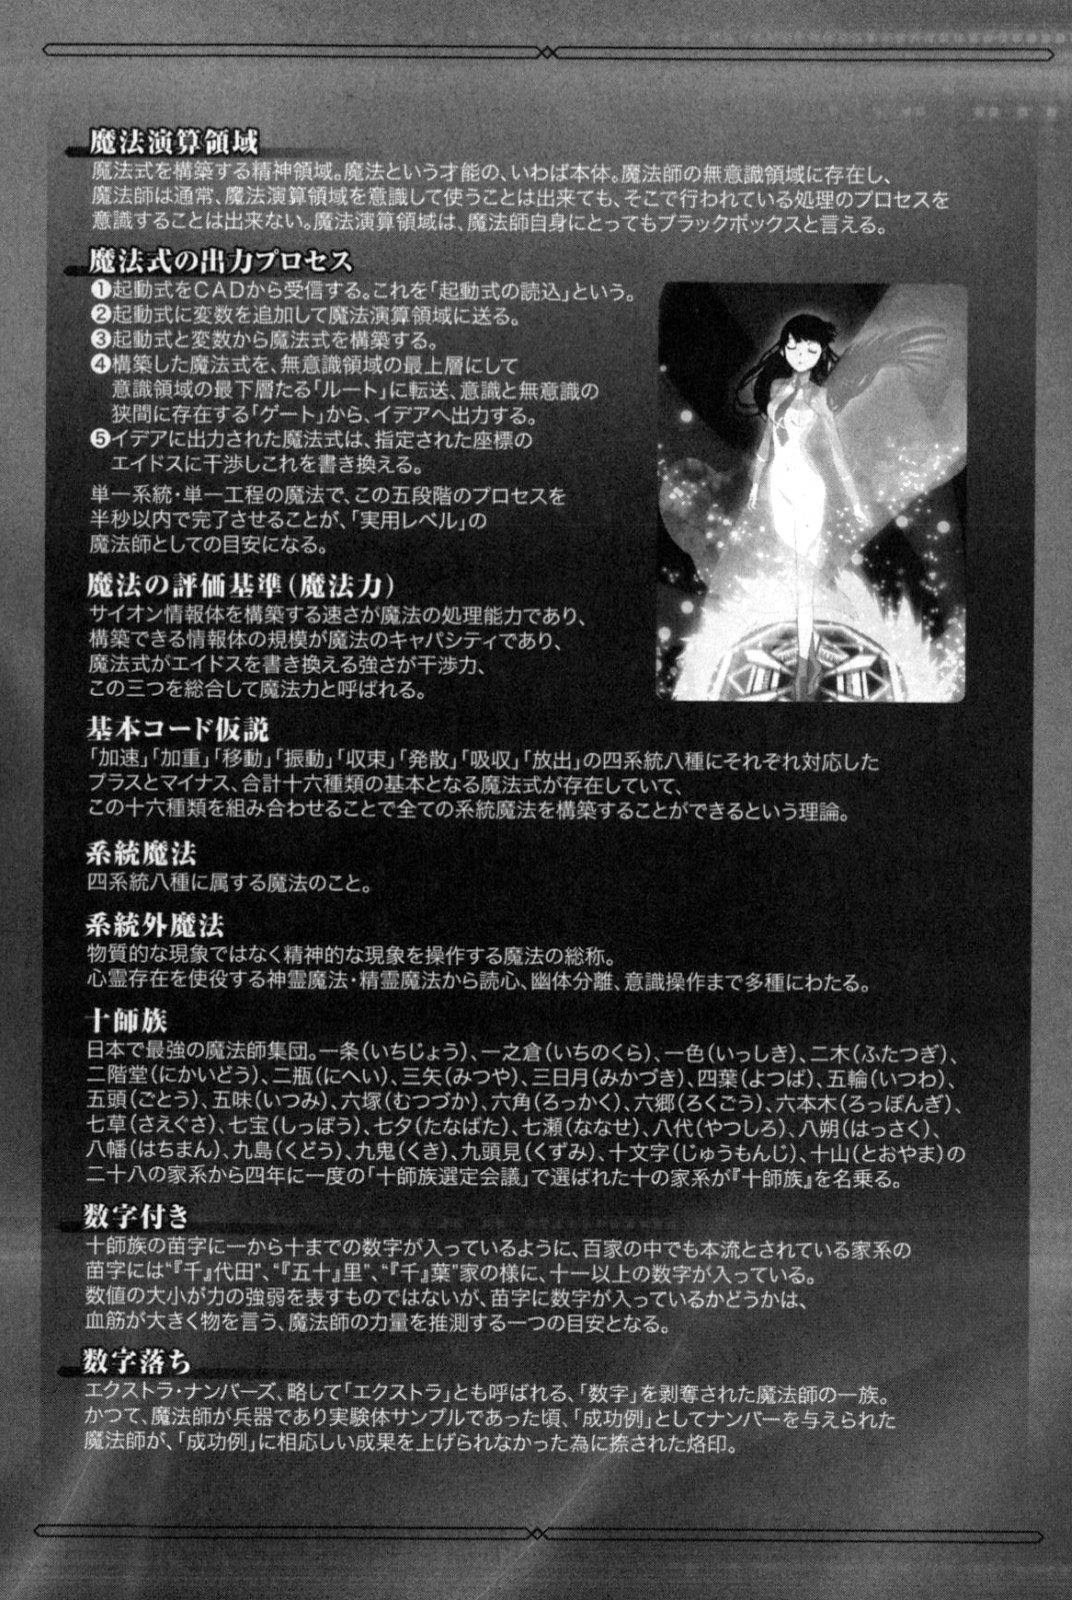 魔法演算領域
魔法式を構築する精神領域。魔法という才能の、いわば本体。魔法師の無意識領域に存在し、
魔法師は通常、魔法演算領域を意識して使うことは出来ても、そこで行われている処理のプロセスを
意識することは出来ない。魔法演算領域は、魔法師自身にとってもブラックボックスと言える。
魔法式の出力プロセス
❶起動式をCADから受信する。これを「起動式の読込」という。
❷起動式に変数を追加して魔法演算領域に送る。
❸起動式と変数から魔法式を構築する。
❹構築した魔法式を、無意識領域の最上層にして
意識領域の最下層たる「ルート」に転送、意識と無意識の
狭間に存在する「ゲート」から、イデアへ出力する。
❺イデアに出力された魔法式は、指定された座標の
エイドスに干渉しこれを書き換える。
単一系統・単一工程の魔法で、この五段階のプロセスを
半秒以内で完了させることが、「実用レベル」の
魔法師としての目安になる。
魔法の評価基準(魔法力)
サイオン情報体を構築する速さが魔法の処理能力であり、
構築できる情報体の規模が魔法のキャパシティであり、
魔法式がエイドスを書き換える強さが干渉力、
この三つを総合して魔法力と呼ばれる。
基本コード仮説
「加速」「加重」「移動」「振動」「収束」「発散」「吸収」「放出」の四系統八種にそれぞれ対応した
プラスとマイナス、合計十六種類の基本となる魔法式が存在していて、
この十六種類を組み合わせることで全ての系統魔法を構築することができるという理論。
系統魔法
四系統八種に属する魔法のこと。
系統外魔法
物質的な現象ではなく精神的な現象を操作する魔法の総称。
心霊存在を使役する神霊魔法・精霊魔法から読心、幽体分離、意識操作まで多種にわたる。
十師族
日本で最強の魔法師集団。一条(いちじょう)、一之倉(いちのくら)、一色(いっしき)、二木(ふたつぎ)、
二階堂(にかいどう)、二瓶(にへい)、三矢(みつや)、三日月(みかづき)、四葉(よつば)、五輪(いつわ)、
五頭(ごとう)、五味(いつみ)、六塚(むつづか)、六角(ろっかく)、六郷(ろくごう)、六本木(ろっぽんぎ)、
七草(さえぐさ)、七宝(しっぽう)、七夕(たなばた)、七瀬(ななせ)、八代(やつしろ)、八朔(はっさく)、
八幡(はちまん)、九島(くどう)、九鬼(くき)、九頭見(くずみ)、十文字(じゅうもんじ)、十山(とおやま)の
二十八の家系から四年に一度の「十師族選定会議」で選ばれた十の家系が『十師族』を名乗る。
数字付き
十師族の苗字に一から十までの数字が入っているように、百家の中でも本流とされている家系の
苗字には“『千』代田”、“『五十』里”、“『千』葉”家の様に、十一以上の数字が入っている。
数値の大小が力の強弱を表すものではないが、苗字に数字が入っているかどうかは、
血筋が大きく物を言う、魔法師の力量を推測する一つの目安となる。
数字落ち
エクストラ・ナンバーズ、略して「エクストラ」とも呼ばれる、「数字」を剥奪された魔法師の一族。
かつて、魔法師が兵器であり実験体サンプルであった頃、「成功例」としてナンバーを与えられた
魔法師が、「成功例」に相応しい成果を上げられなかった為に捺された烙印。